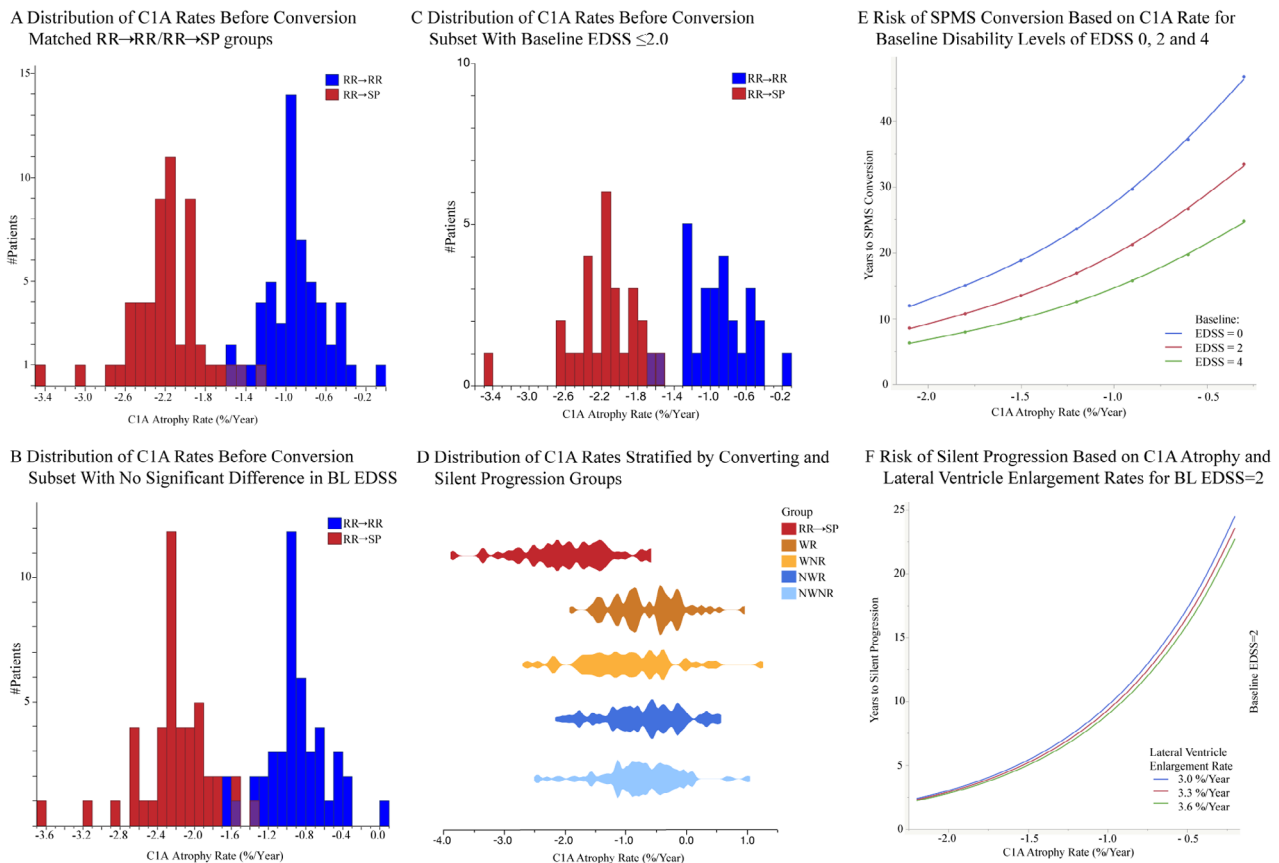 A Distribution of C1A Rates Before Conversion
Matched RR→RR/RR→SP groups
15
10
5
1
#Patients
RR→RR
RR→SP
-3.4 -3.0 -2.6 -2.2 -1.8 -1.4 -1.0 -0.6 -0.2
C1A Atrophy Rate (%/Year)
B Distribution of C1A Rates Before Conversion
Subset With No Significant Difference in BL EDSS
10
5
#Patients
RR→RR
RR→SP
-3.6 -3.2 -2.8 -2.4 -2.0 -1.6 -1.2 -0.8 -0.4 0.0
C1A Atrophy Rate (%/Year)
C Distribution of C1A Rates Before Conversion
Subset With Baseline EDSS ≤2.0
10
5
0
#Patients
RR→RR
RR→SP
-3.4 -3.0 -2.6 -2.2 -1.8 -1.4 -1.0 -0.6 -0.2
C1A Atrophy Rate (%/Year)
D Distribution of C1A Rates Stratified by Converting and
Silent Progression Groups
Group
RR→SP
WR
WNR
NWR
NWNR
-4.0 -3.0 -2.0 -1.0 0.0 1.0
C1A Atrophy Rate (%/Year)
E Risk of SPMS Conversion Based on C1A Rate for
Baseline Disability Levels of EDSS 0, 2 and 4
40
30
20
10
0
Years to SPMS Conversion
Baseline:
EDSS = 0
EDSS = 2
EDSS = 4
-2.0 -1.5 -1.0 - 0.5
C1A Atrophy Rate (%/Year)
F Risk of Silent Progression Based on C1A Atrophy and
Lateral Ventricle Enlargement Rates for BL EDSS=2
25
20
15
10
5
0
Years to Silent Progression
Baseline EDSS=2
Lateral Ventricle
Enlargement Rate
3.0 %/Year
3.3 %/Year
3.6 %/Year
-2.0 -1.5 -1.0 - 0.5
C1A Atrophy Rate (%/Year)